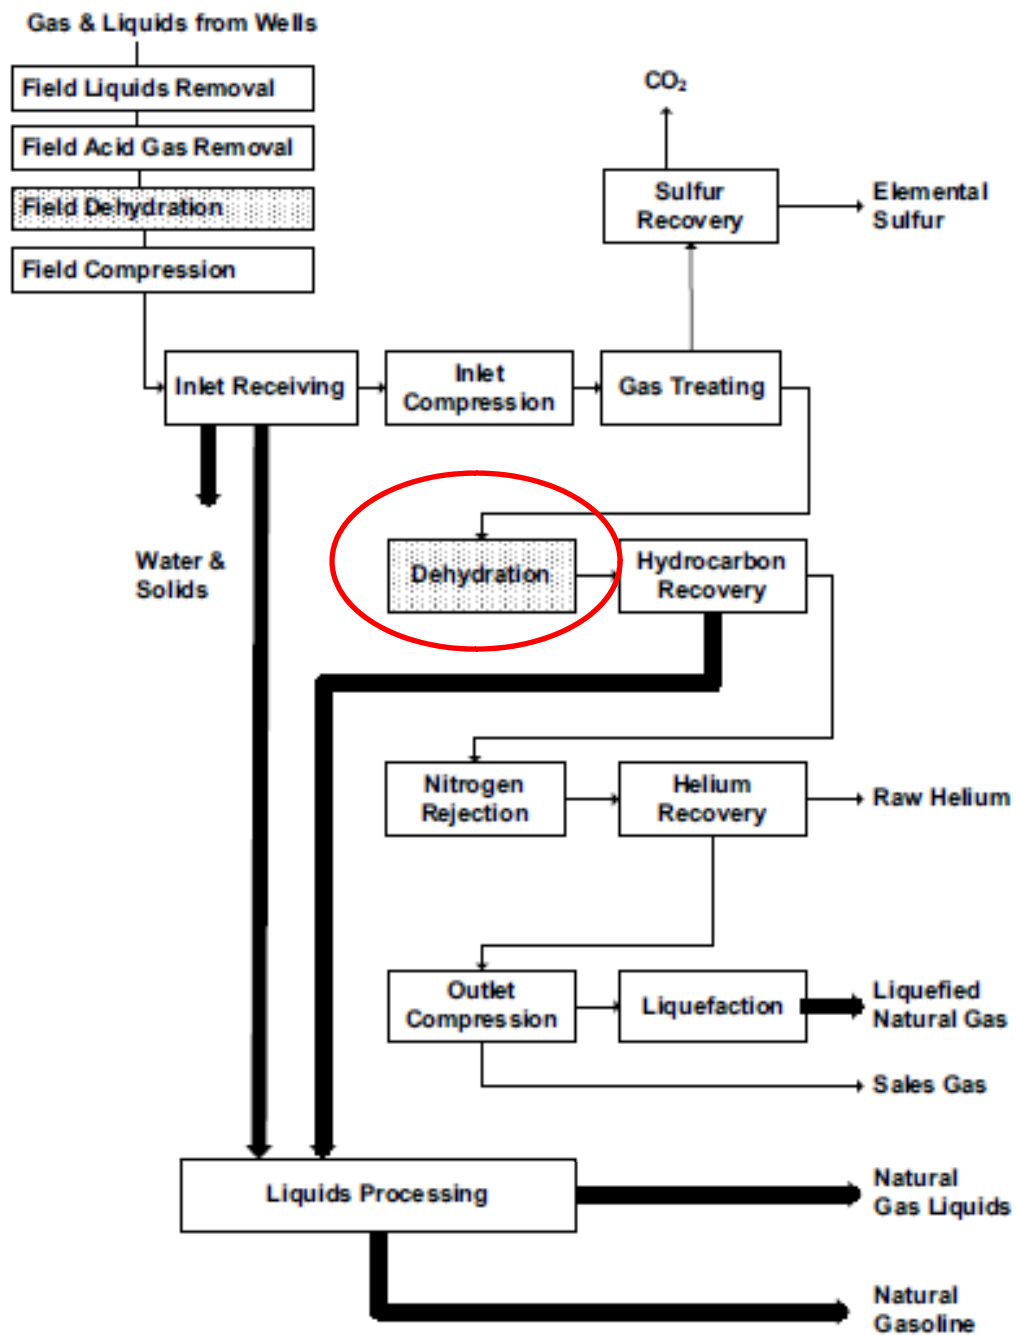 Gas & Liquids from Wells
Field Liquids Removal
Field Acid Gas Removal
Field Dehydration
Field Compression
CO₂
Sulfur
Recovery
Elemental
Sulfur
Inlet Receiving
Inlet
Compression
Gas Treating
Water &
Solids
Dehydration
Hydrocarbon
Recovery
Nitrogen
Rejection
Helium
Recovery
Raw Helium
Outlet
Compression
Liquefaction
Liquefied
Natural Gas
Sales Gas
Liquids Processing
Natural
Gas Liquids
Natural
Gasoline